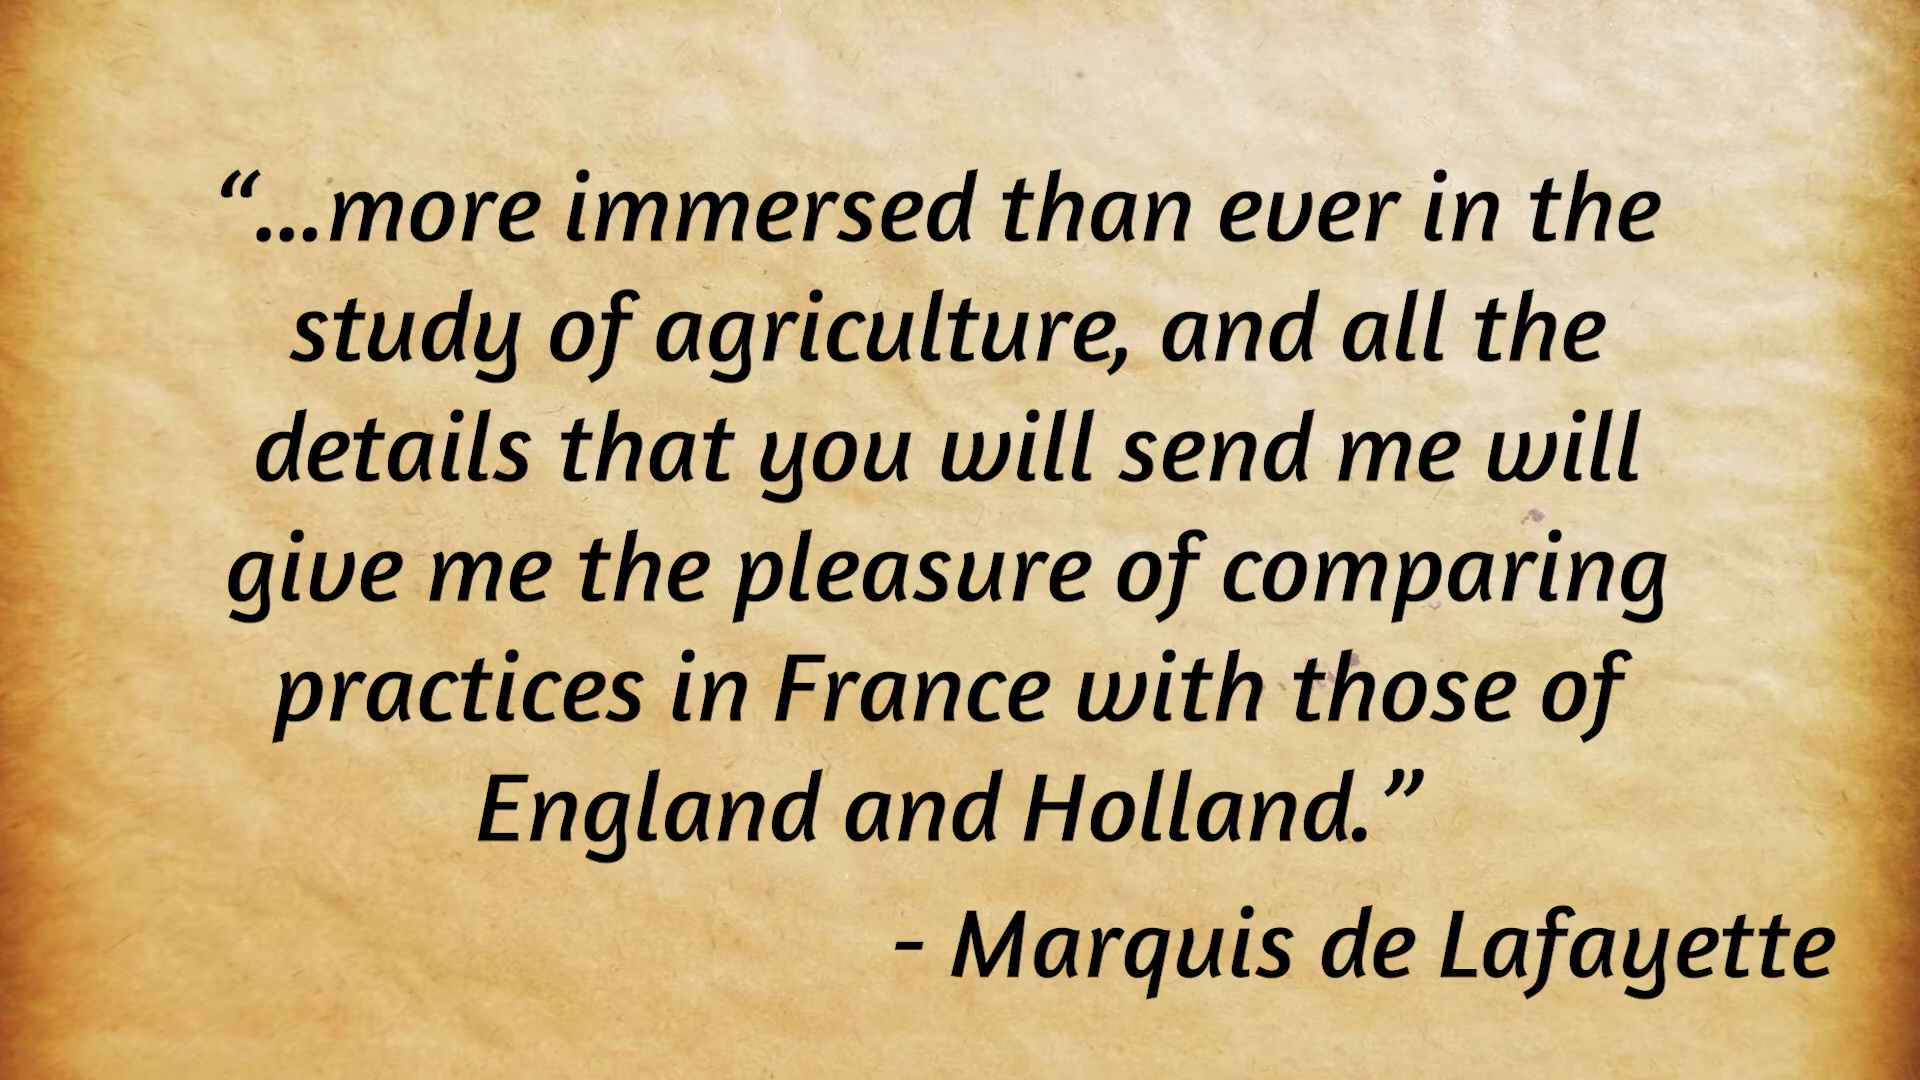 “...more immersed than ever in the
study of agriculture, and all the
details that you will send me will
give me the pleasure of comparing
practices in France with those of
England and Holland.”
- Marquis de Lafayette